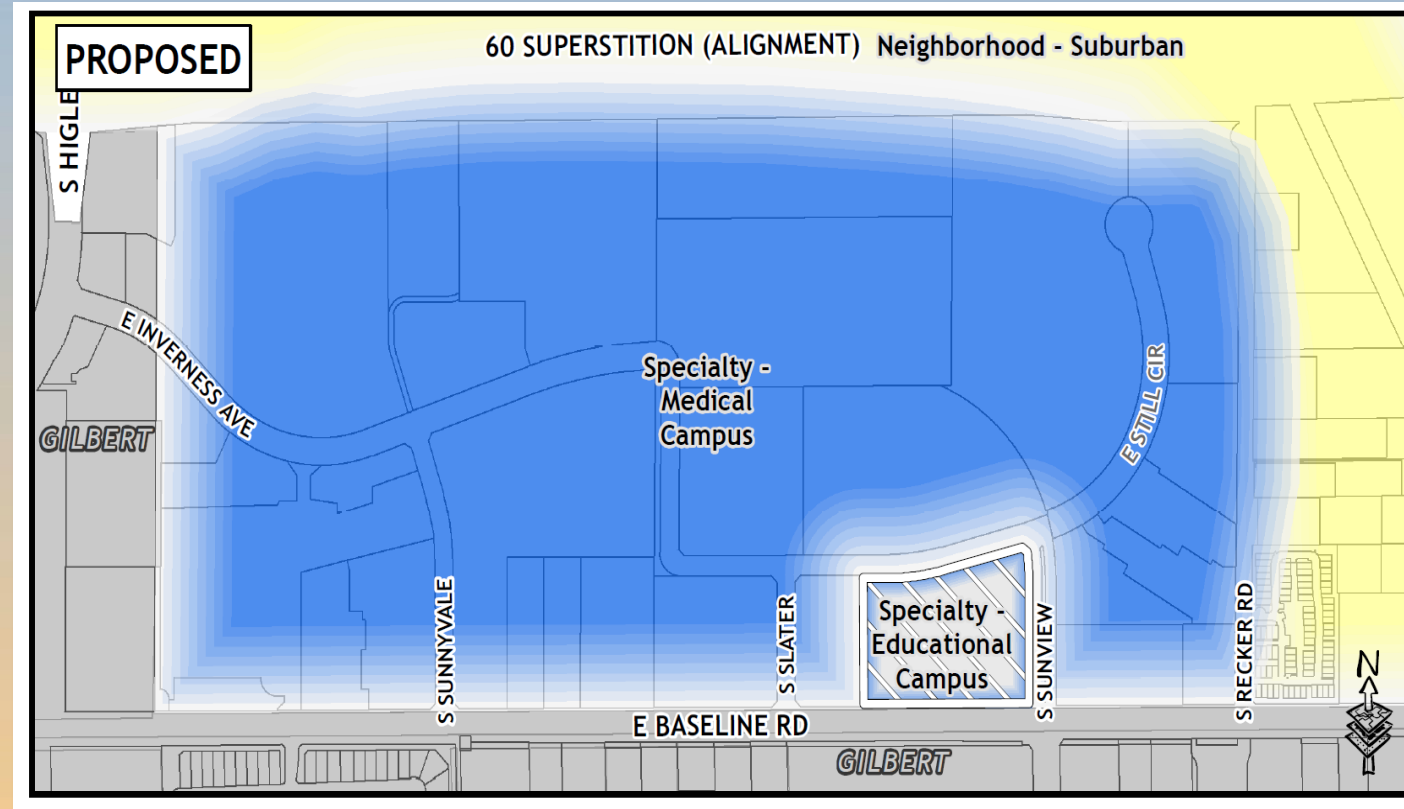 PROPOSED
60 SUPERSTITION (ALIGNMENT)
Neighborhood - Suburban
S HIGLE
E INVERNESS AVE
GILBERT
Specialty -
Medical
Campus
E STILL CIR
S SUNNYVALE
S SLATER
Specialty -
Educational
Campus
S SUNVIEW
S RECKER RD
N
E BASELINE RD
GILBERT